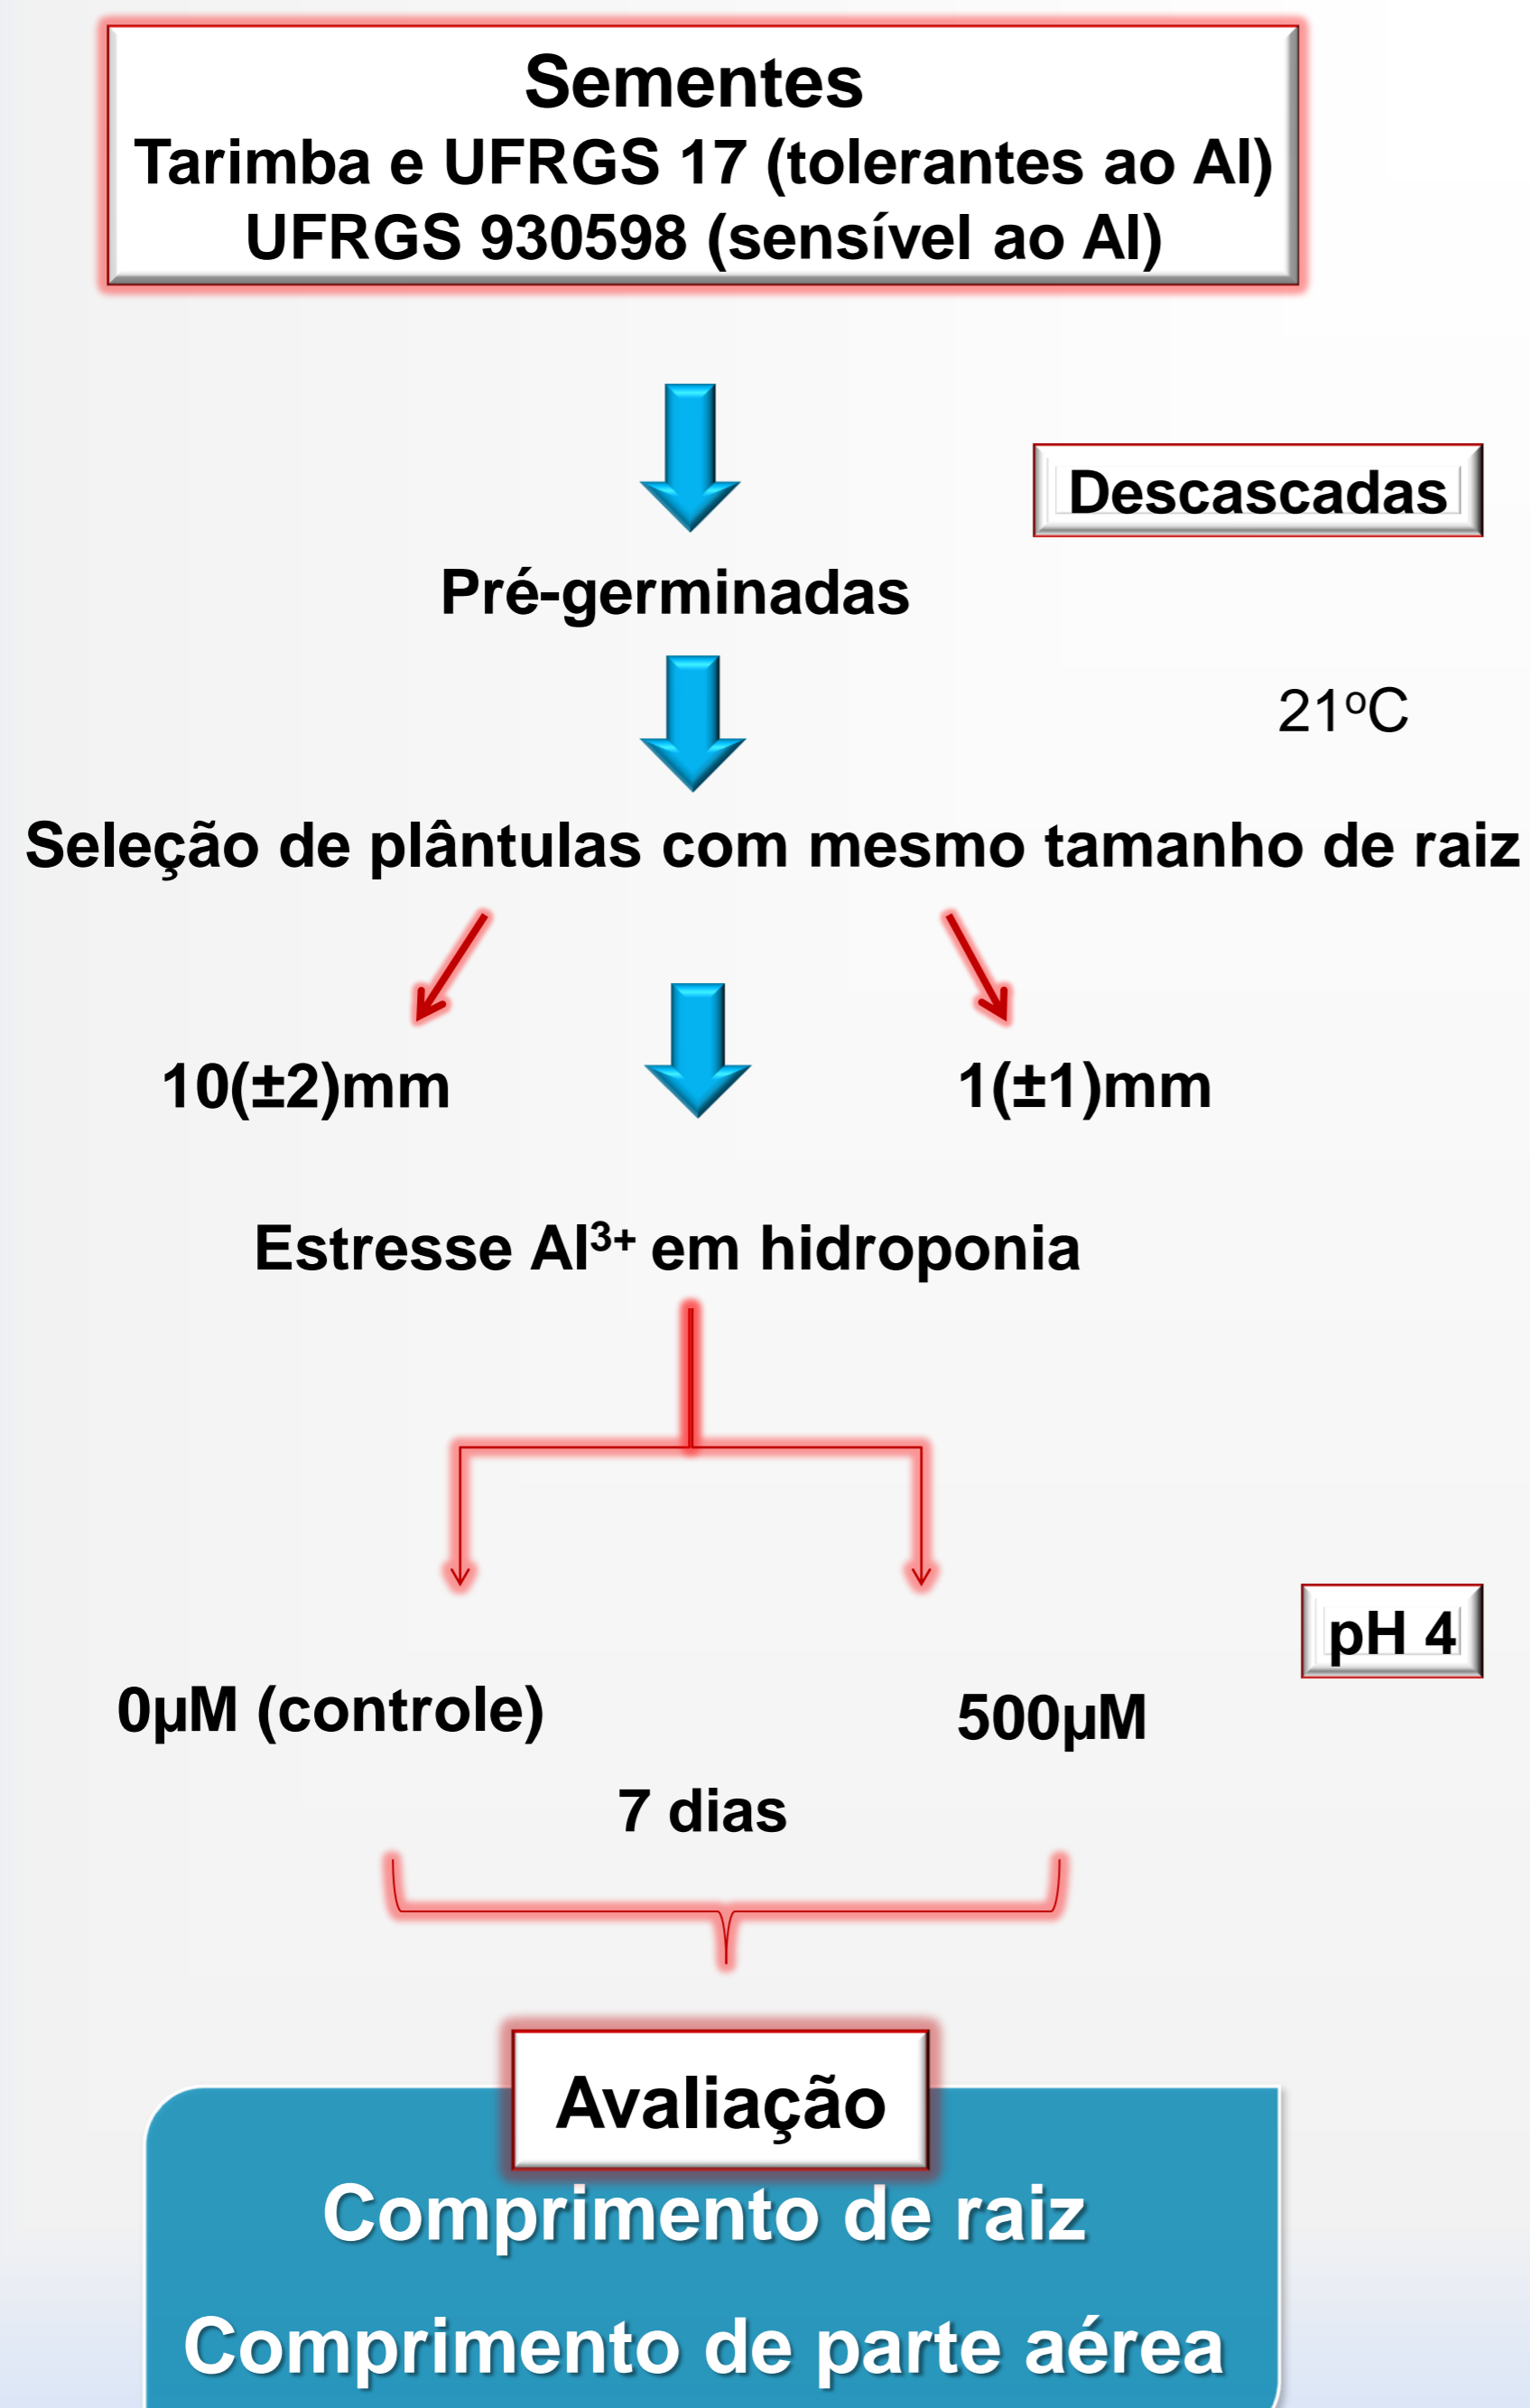 Sementes
Tarimba e UFRGS 17 (tolerantes ao Al)
UFRGS 930598 (sensível ao Al)
Descascadas
Pré-germinadas
21ºC
Seleção de plântulas com mesmo tamanho de raiz
10(±2)mm
1(±1)mm
Estresse Al³⁺ em hidroponia
pH 4
0µM (controle)
500µM
7 dias
Avaliação
Comprimento de raiz
Comprimento de parte aérea